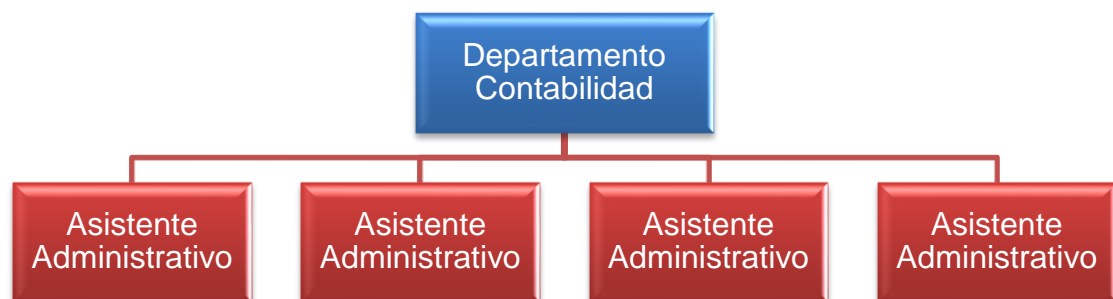 Departamento
Contabilidad
Asistente
Administrativo
Asistente
Administrativo
Asistente
Administrativo
Asistente
Administrativo